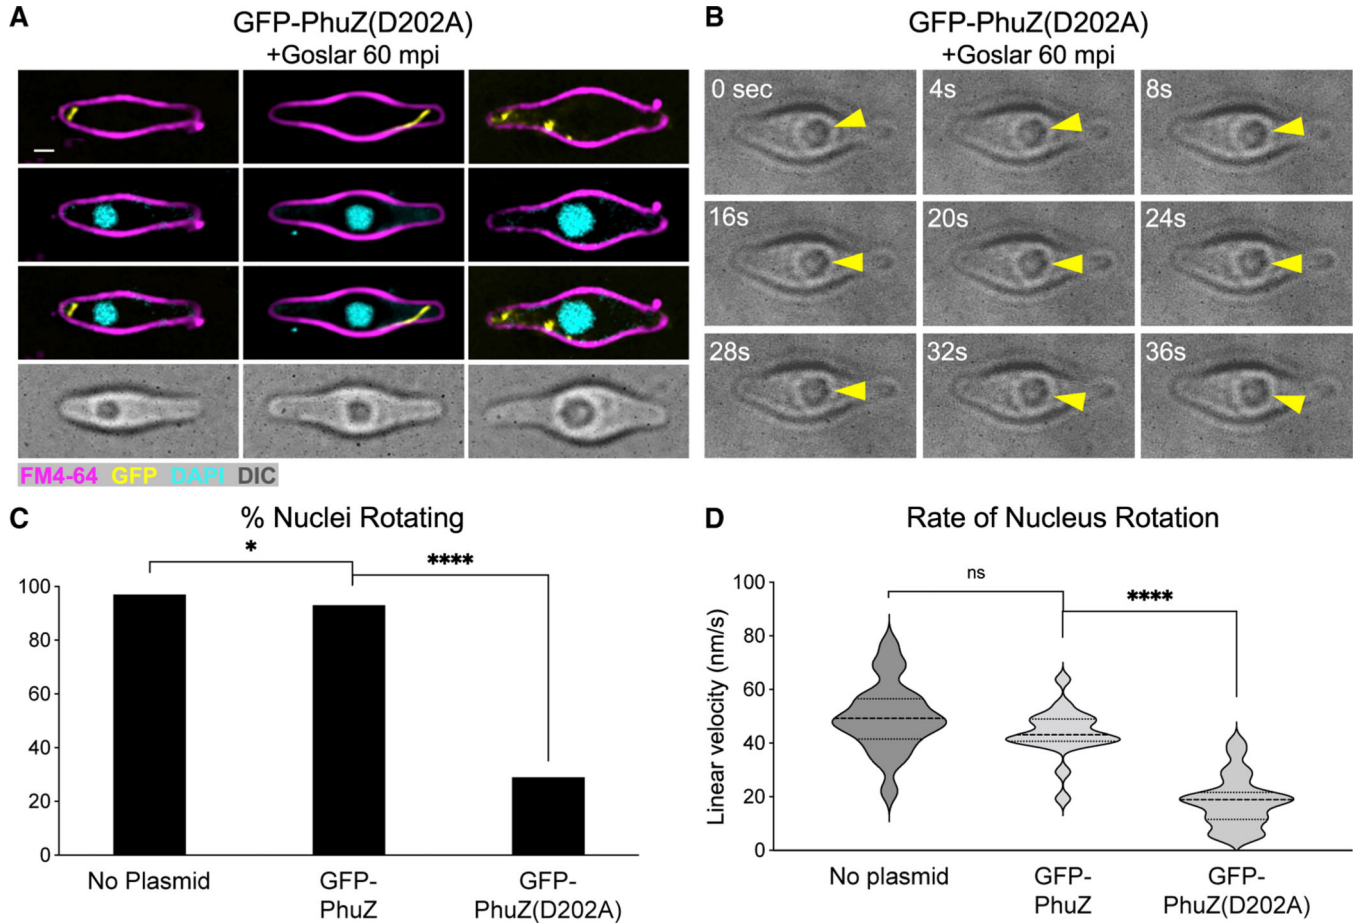 A
GFP-PhuZ(D202A)
+Goslar 60 mpi
FM4-64 GFP DAPI DIC
B
GFP-PhuZ(D202A)
+Goslar 60 mpi
0 sec
4s
8s
16s
20s
24s
28s
32s
36s
C
% Nuclei Rotating
*
****
100
80
60
40
20
0
No Plasmid
GFP-
PhuZ
GFP-
PhuZ(D202A)
D
Rate of Nucleus Rotation
ns
****
Linear velocity (nm/s)
100
80
60
40
20
0
No plasmid
GFP-
PhuZ
GFP-
PhuZ(D202A)